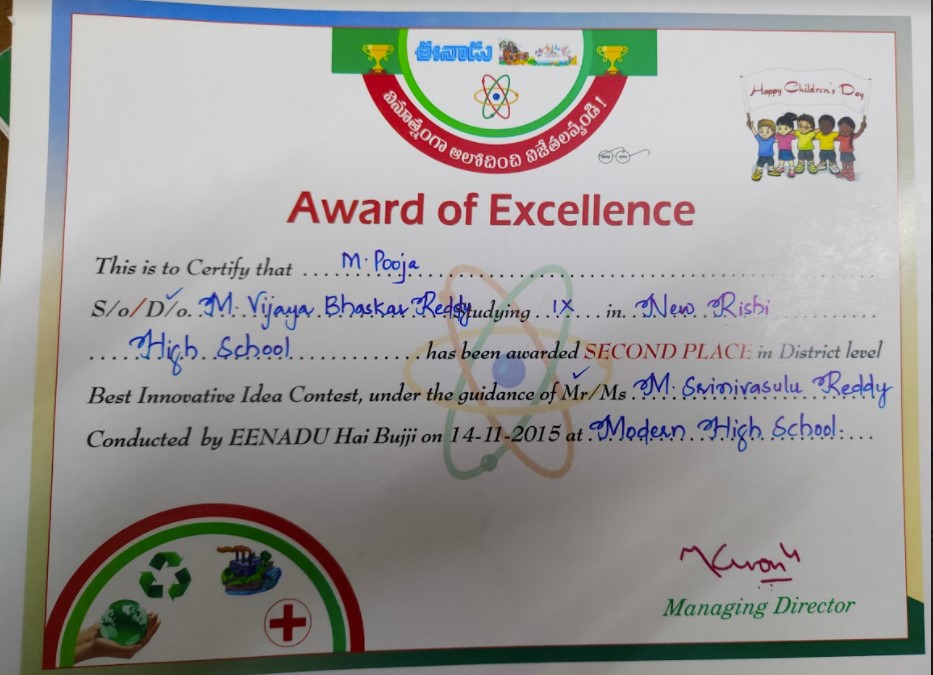 ఈనాడు
వినూత్నంగా ఆలోచించి విజేతలవ్వండి!
Happy Children's Day
Award of Excellence
This is to Certify that ... M. Pooja
S/o/D/o. M. Vijaya Bhaskar Reddy Studying .. IX ... in. New Rishi
High School ............ has been awarded SECOND PLACE in District level
Best Innovative Idea Contest, under the guidance of Mr/Ms M. Srinivasulu Reddy
Conducted by EENADU Hai Bujji on 14-11-2015 at Modern High School.
Managing Director